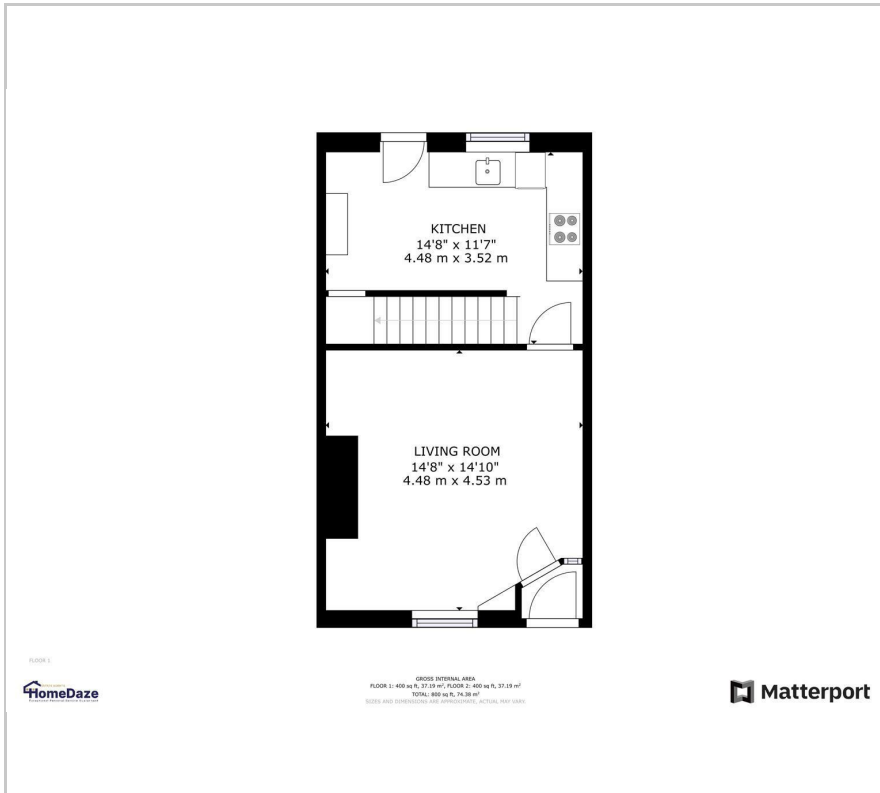 KITCHEN
14'8" x 11'7"
4.48 m x 3.52 m
LIVING ROOM
14'8" x 14'10"
4.48 m x 4.53 m
FLOOR 1
HomeDaze
GROSS INTERNAL AREA
FLOOR 1: 400 sq ft, 37.19 m², FLOOR 2: 400 sq ft, 37.19 m²
TOTAL: 800 sq ft, 74.38 m²
SIZES AND DIMENSIONS ARE APPROXIMATE, ACTUAL MAY VARY.
Matterport